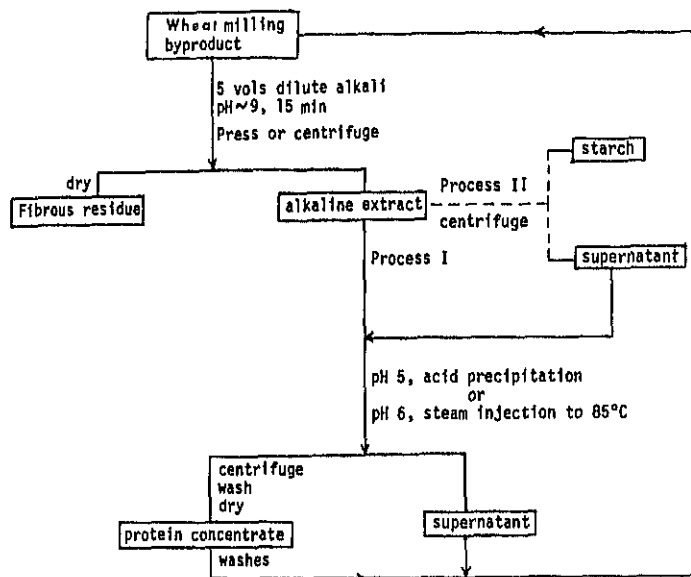 Wheat milling
byproduct
5 vols dilute alkali
pH~9, 15 min
Press or centrifuge
dry
Fibrous residue
alkaline extract
Process II
centrifuge
starch
supernatant
Process I
pH 5, acid precipitation
or
pH 6, steam injection to 85°C
centrifuge
wash
dry
protein concentrate
washes
supernatant